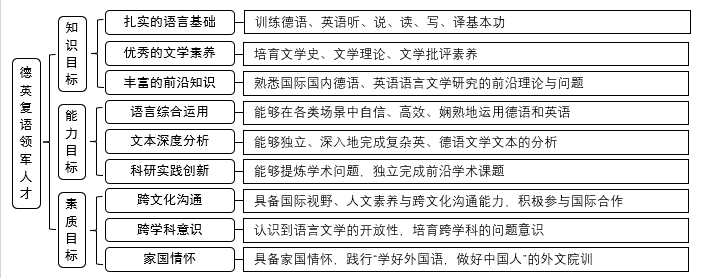 德英复语领军人才
知识目标
扎实的语言基础
训练德语、英语听、说、读、写、译基本功
优秀的文学素养
培育文学史、文学理论、文学批评素养
丰富的前沿知识
熟悉国际国内德语、英语语言文学研究的前沿理论与问题
能力目标
语言综合运用
能够在各类场景中自信、高效、娴熟地运用德语和英语
文本深度分析
能够独立、深入地完成复杂英、德语文学文本的分析
科研实践创新
能够提炼学术问题，独立完成前沿学术课题
素质目标
跨文化沟通
具备国际视野、人文素养与跨文化沟通能力，积极参与国际合作
跨学科意识
认识到语言文学的开放性，培育跨学科的问题意识
家国情怀
具备家国情怀，践行“学好外国语，做好中国人”的外文院训